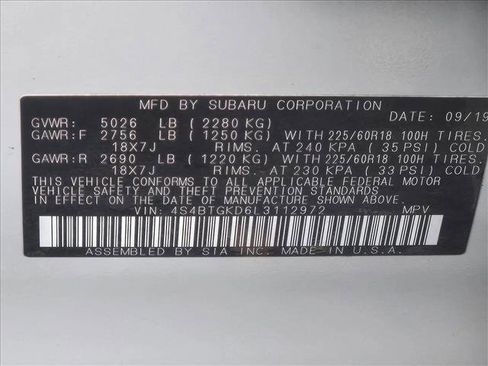 MFD BY SUBARU CORPORATION
DATE: 09/19
GVWR: 5026 LB (2280 KG)
GAWR:F 2756 LB (1250 KG) WITH 225/60R18 100H TIRES.
18X7J RIMS. AT 240 KPA (35 PSI) COLD
GAWR:R 2690 LB (1220 KG) WITH 225/60R18 100H TIRES.
18X7J RIMS. AT 230 KPA (33 PSI) COLD
THIS VEHICLE CONFORMS TO ALL APPLICABLE FEDERAL MOTOR
VEHICLE SAFETY BUMPER, AND THEFT PREVENTION STANDARDS
IN EFFECT ON THE DATE OF MANUFACTURE SHOWN ABOVE.
VIN: 4S4BTGKD6L3112972 MPV
ASSEMBLED BY SIA INC. IN U.S.A.